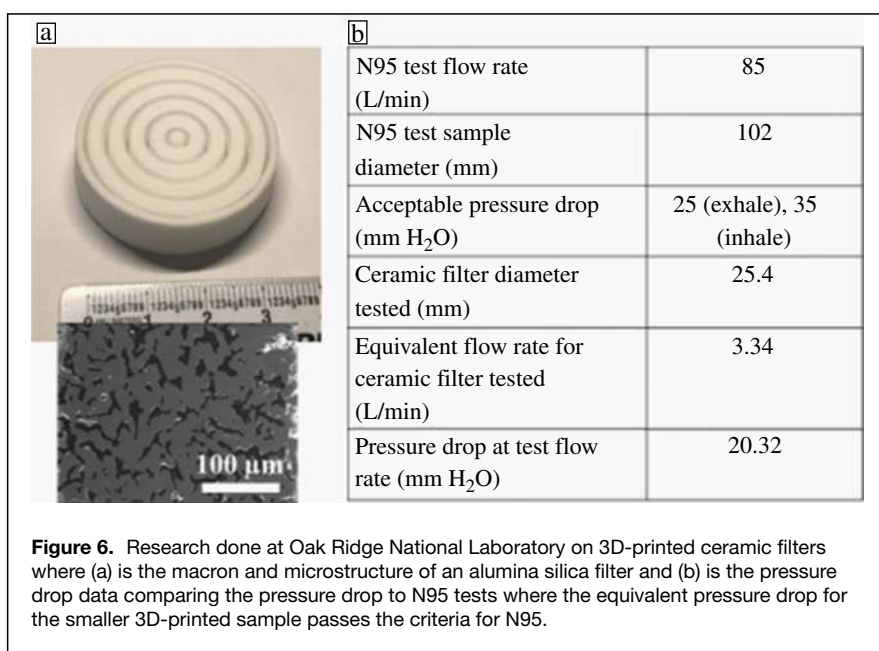 a
b
N95 test flow rate
(L/min)
85
N95 test sample
diameter (mm)
102
Acceptable pressure drop
(mm H₂O)
25 (exhale), 35
(inhale)
Ceramic filter diameter
tested (mm)
25.4
Equivalent flow rate for
ceramic filter tested
(L/min)
3.34
Pressure drop at test flow
rate (mm H₂O)
20.32
0 1 2 3
100 μm
Figure 6. Research done at Oak Ridge National Laboratory on 3D-printed ceramic filters
where (a) is the macron and microstructure of an alumina silica filter and (b) is the pressure
drop data comparing the pressure drop to N95 tests where the equivalent pressure drop for
the smaller 3D-printed sample passes the criteria for N95.